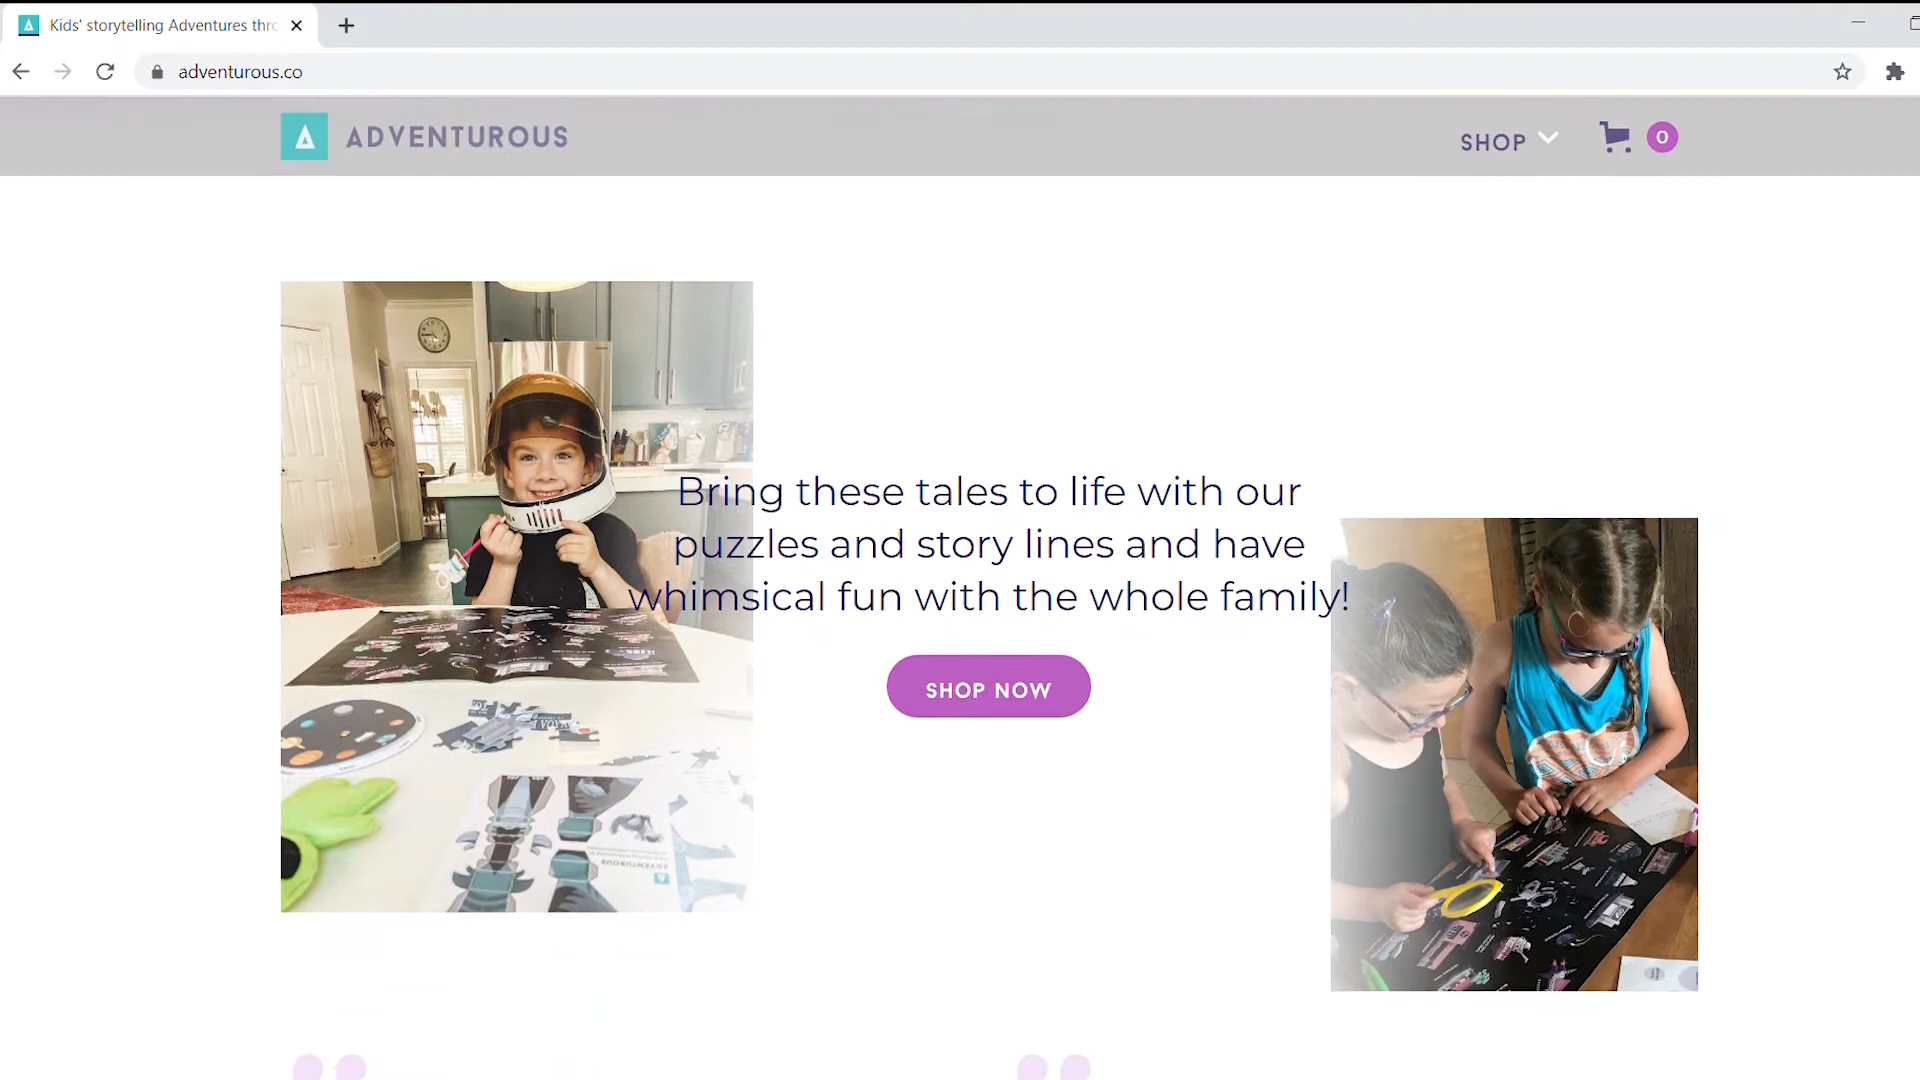 Kids' storytelling Adventures thro
adventurous.co
ADVENTUROUS
SHOP
0
Bring these tales to life with our
puzzles and story lines and have
whimsical fun with the whole family!
SHOP NOW
ADVENTUROUS